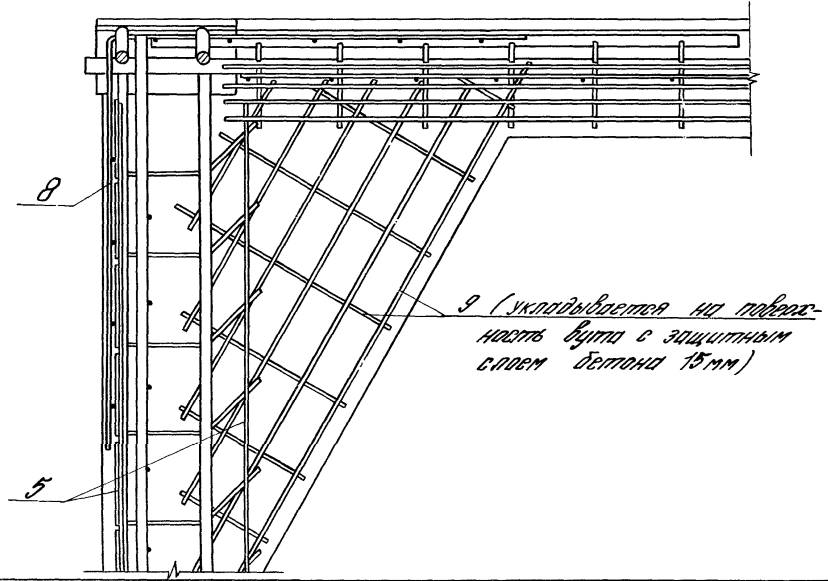 8
9 (укладывается на поверх-
ность вута с защитным
слоем бетона 15мм)
5